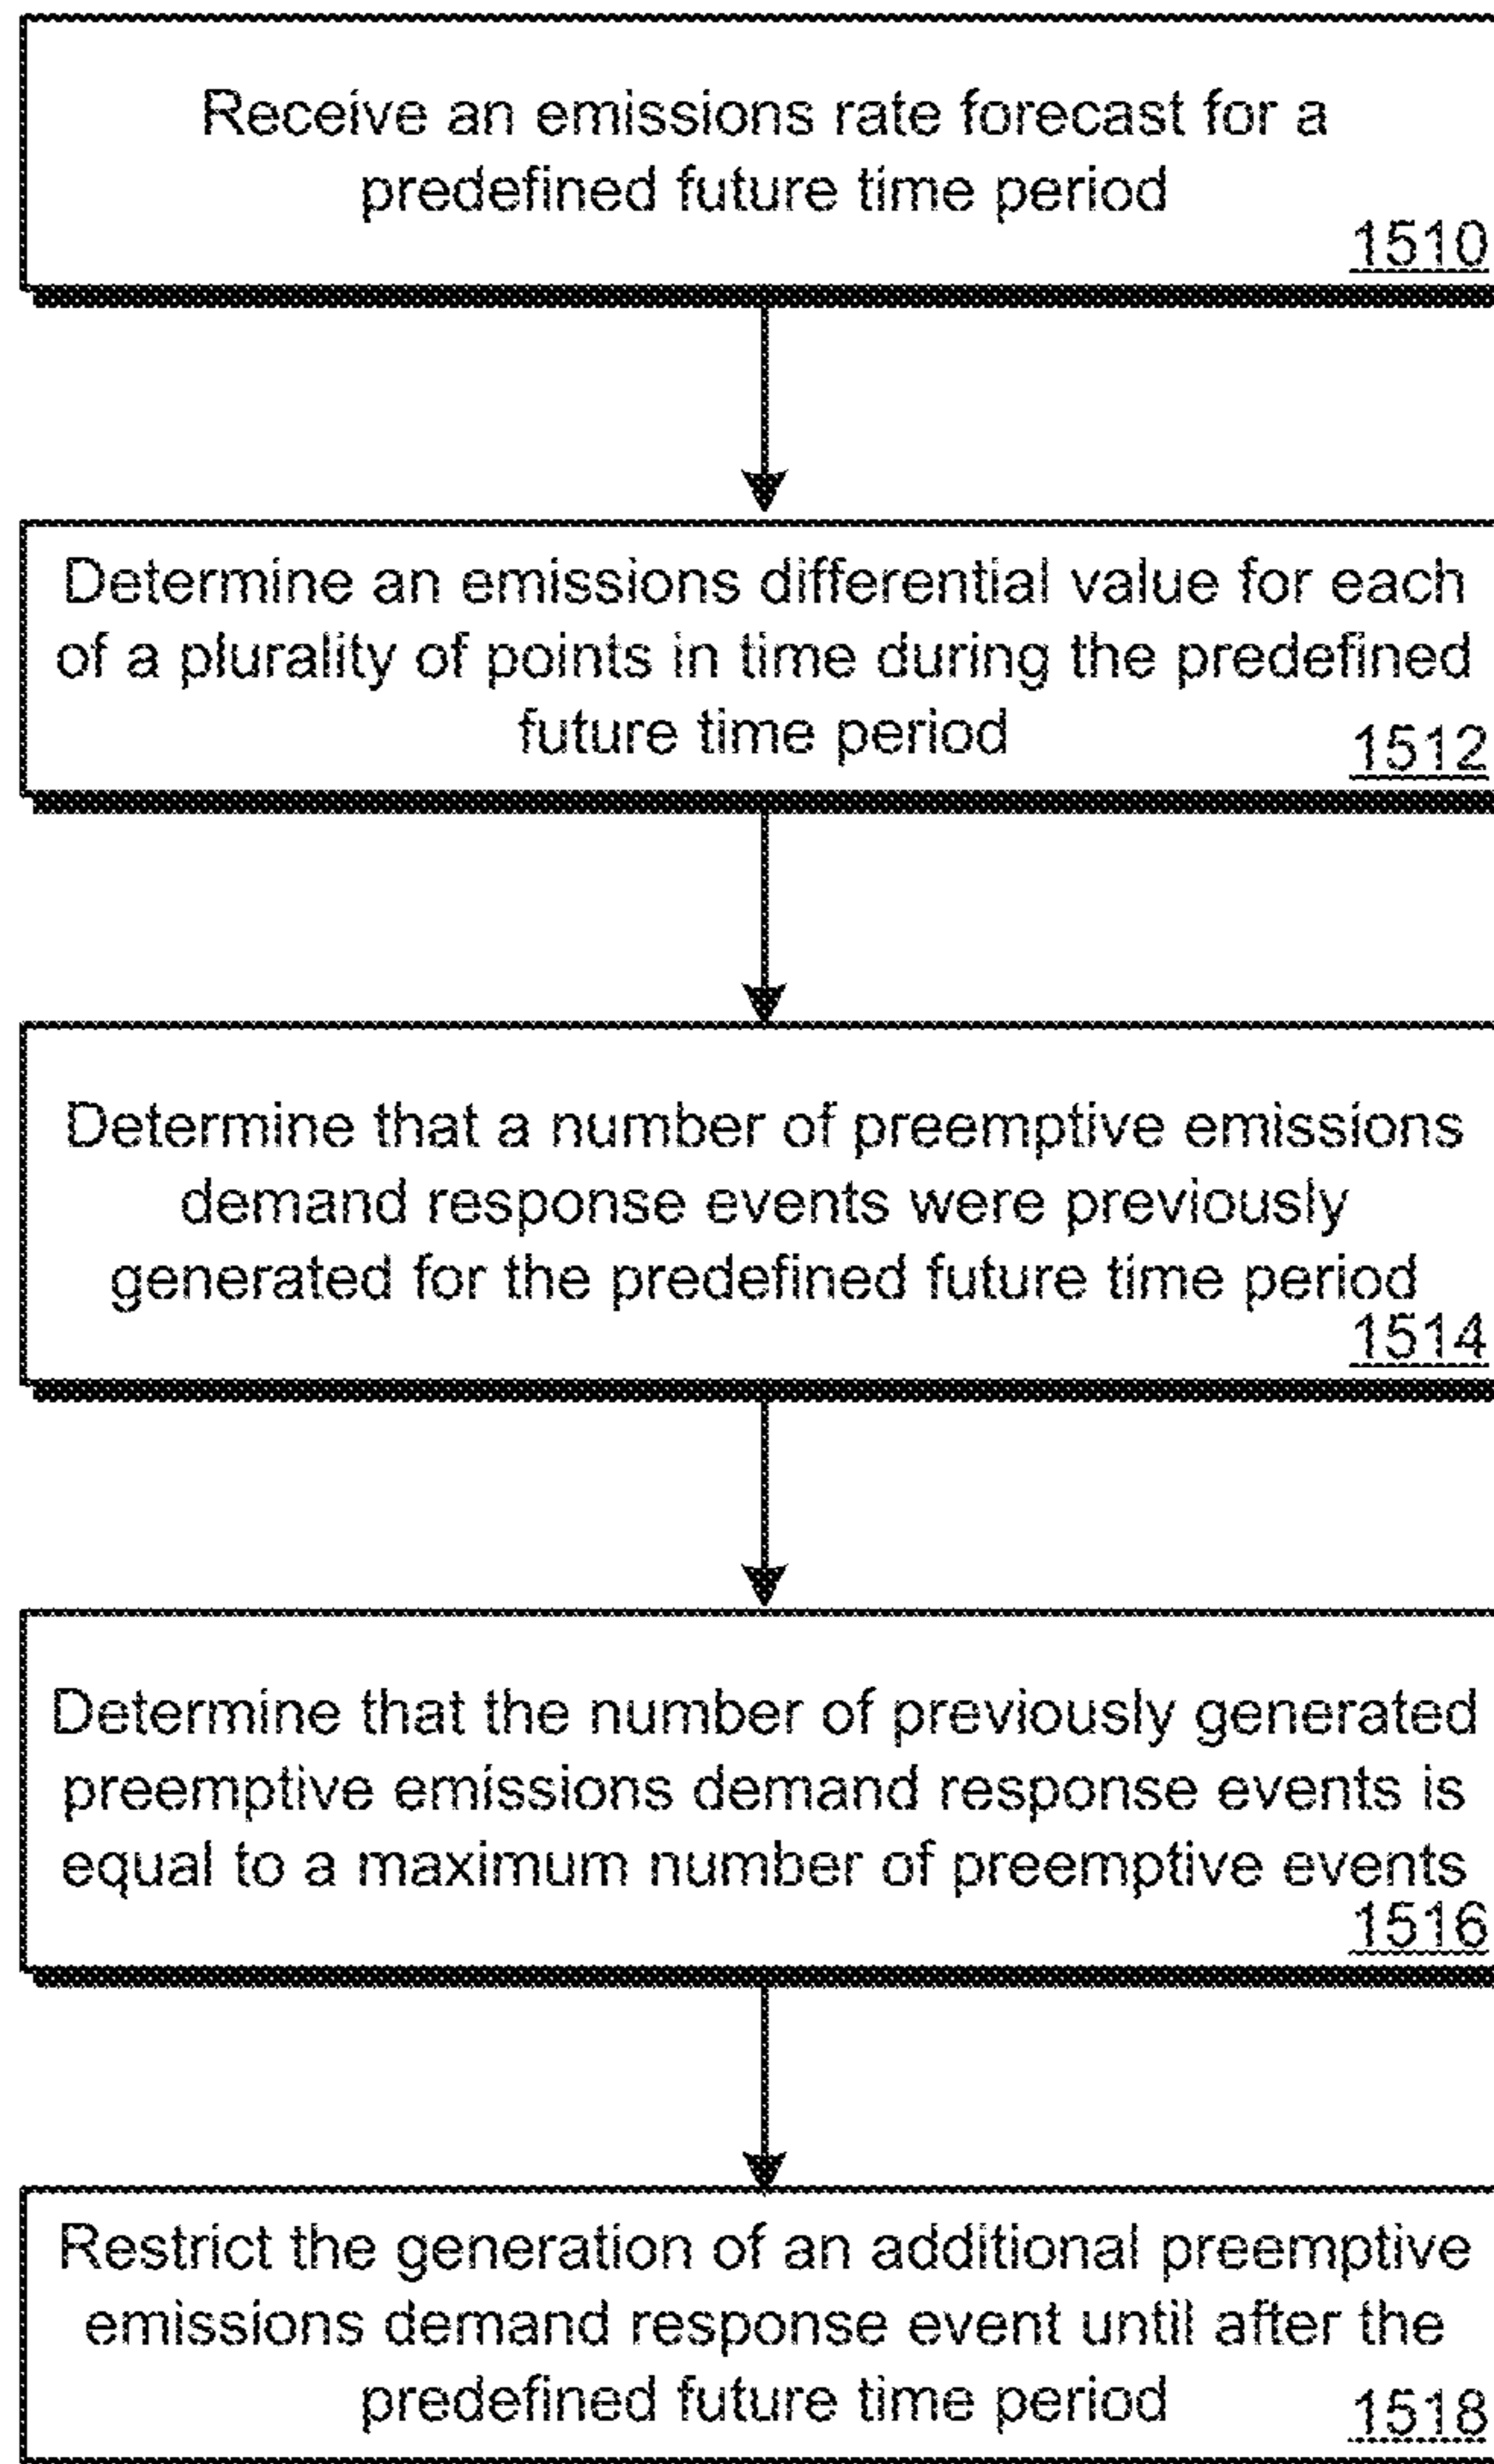 Receive an emissions rate forecast for a
predefined future time period
1510
Determine an emissions differential value for each
of a plurality of points in time during the predefined
future time period
1512
Determine that a number of preemptive emissions
demand response events were previously
generated for the predefined future time period
1514
Determine that the number of previously generated
preemptive emissions demand response events is
equal to a maximum number of preemptive events
1516
Restrict the generation of an additional preemptive
emissions demand response event until after the
predefined future time period
1518